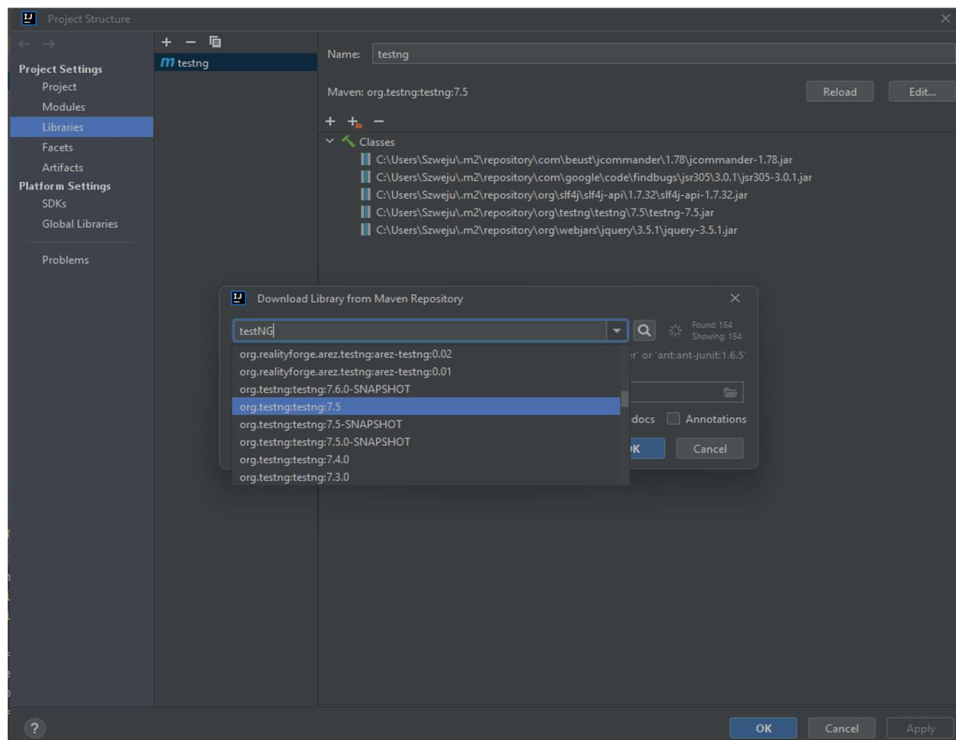 Project Structure
Project Settings
Project
Modules
Libraries
Facets
Artifacts
Platform Settings
SDKs
Global Libraries
Problems
testng
Name: testng
Maven: org.testng:testng:7.5
Reload
Edit...
Classes
C:\Users\Szweju\.m2\repository\com\beust\jcommander\1.78\jcommander-1.78.jar
C:\Users\Szweju\.m2\repository\com\google\code\findbugs\jsr305\3.0.1\jsr305-3.0.1.jar
C:\Users\Szweju\.m2\repository\org\slf4j\slf4j-api\1.7.32\slf4j-api-1.7.32.jar
C:\Users\Szweju\.m2\repository\org\testng\testng\7.5\testng-7.5.jar
C:\Users\Szweju\.m2\repository\org\webjars\jquery\3.5.1\jquery-3.5.1.jar
Download Library from Maven Repository
testNG
Found: 154
Showing: 154
er' or 'ant:ant-junit:1.6.5'
org.realityforge.arez.testng:arez-testng:0.02
org.realityforge.arez.testng:arez-testng:0.01
org.testng:testng:7.6.0-SNAPSHOT
org.testng:testng:7.5
org.testng:testng:7.5-SNAPSHOT
org.testng:testng:7.5.0-SNAPSHOT
org.testng:testng:7.4.0
org.testng:testng:7.3.0
docs
Annotations
K
Cancel
?
OK
Cancel
Apply